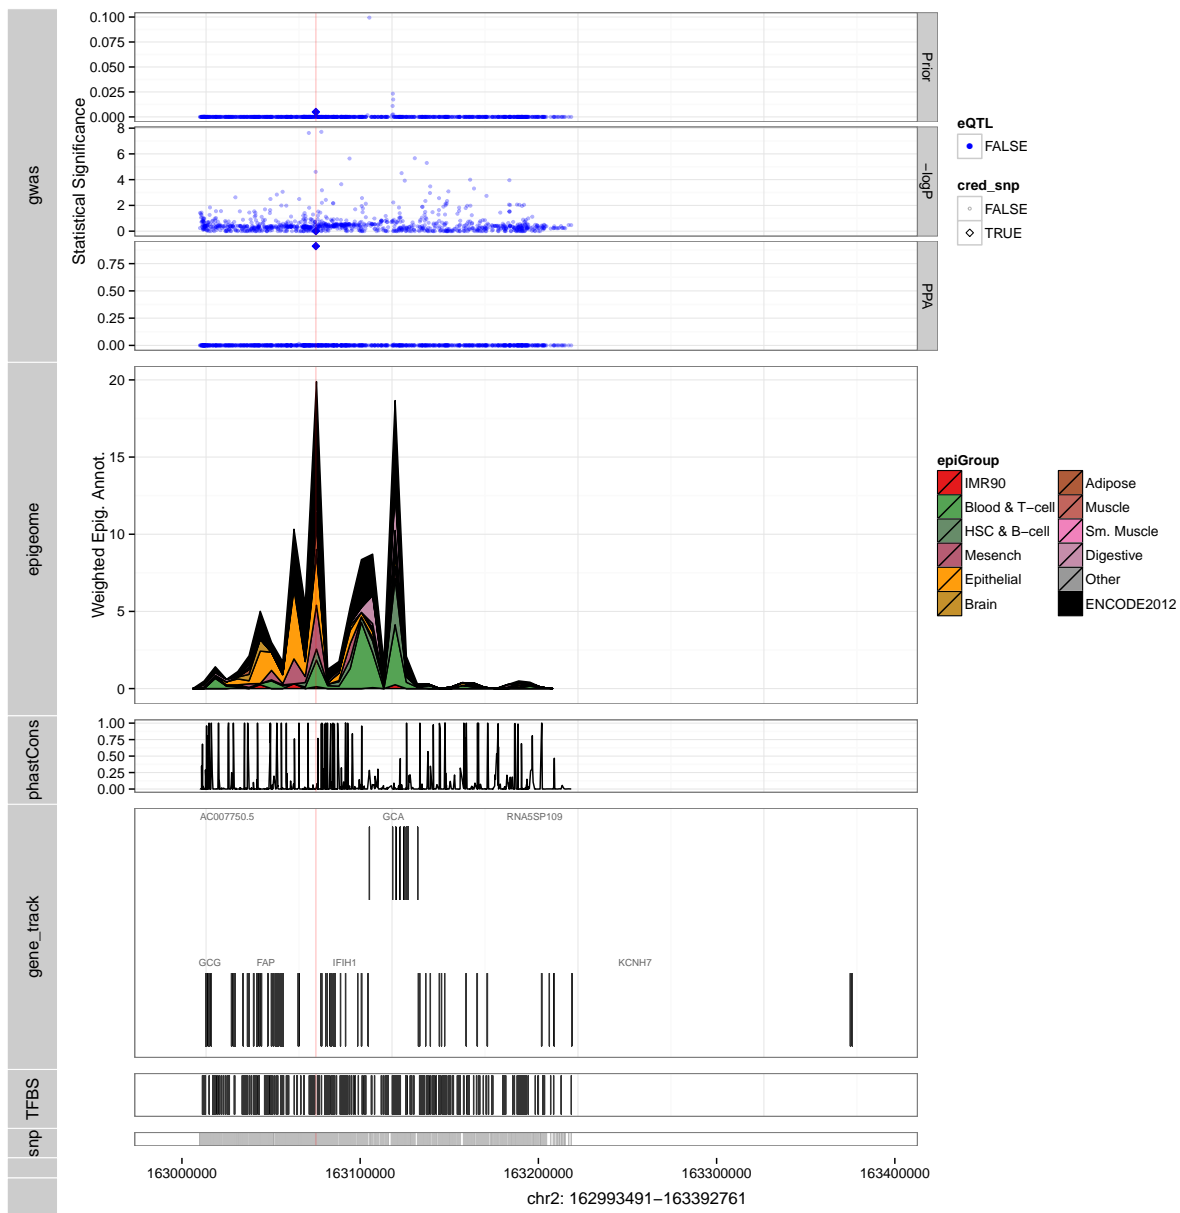 gwas
Statistical Significance
0.100
0.075
0.050
0.025
0.000
Prior
8
6
4
2
0
−logP
0.75
0.50
0.25
0.00
PPA
eQTL
FALSE
cred_snp
FALSE
TRUE
epigeome
Weighted Epig. Annot.
20
15
10
5
0
epiGroup
IMR90
Blood & T−cell
HSC & B−cell
Mesench
Epithelial
Brain
Adipose
Muscle
Sm. Muscle
Digestive
Other
ENCODE2012
phastCons
1.00
0.75
0.50
0.25
0.00
gene_track
AC007750.5
GCA
RNA5SP109
GCG
FAP
IFIH1
KCNH7
TFBS
snp
163000000
163100000
163200000
163300000
163400000
chr2: 162993491−163392761